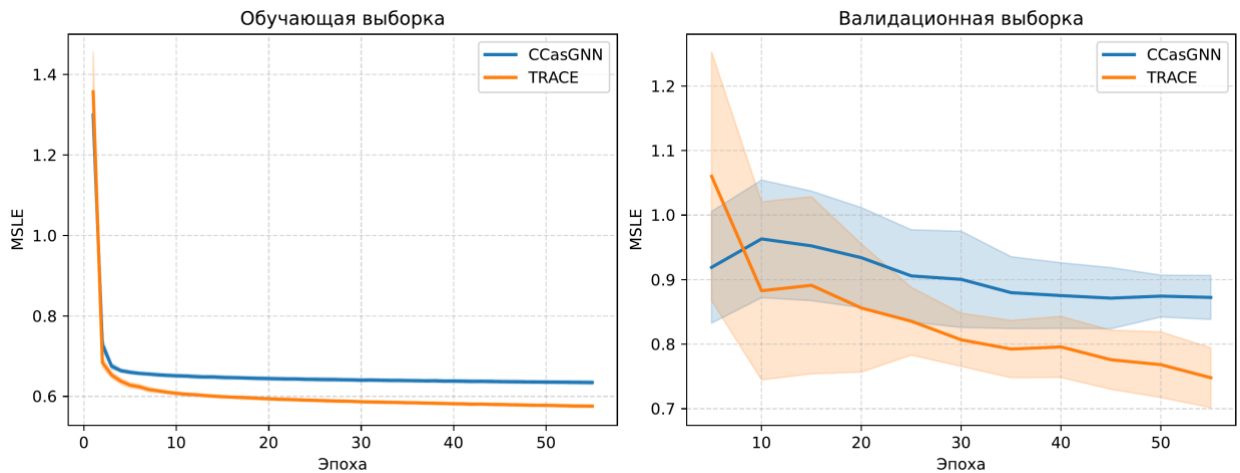 Обучающая выборка
CCasGNN
TRACE
1.4
1.2
1.0
0.8
0.6
MSLE
0 10 20 30 40 50
Эпоха
Валидационная выборка
CCasGNN
TRACE
1.2
1.1
1.0
0.9
0.8
0.7
MSLE
10 20 30 40 50
Эпоха